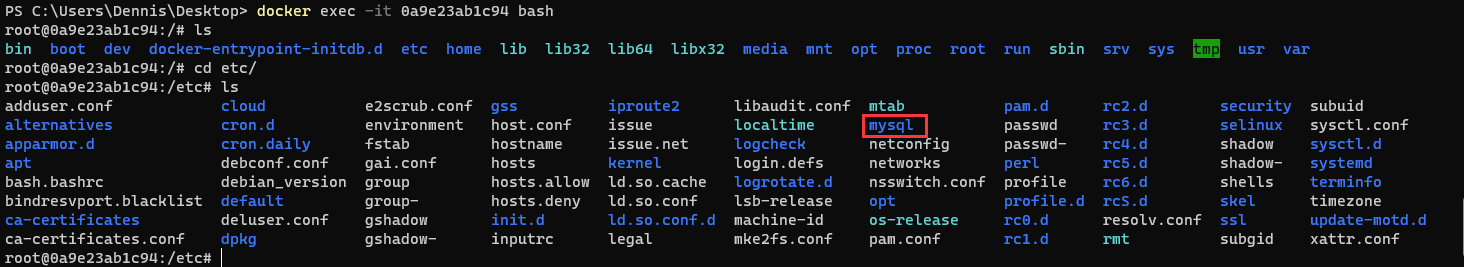 PS C:\Users\Dennis\Desktop> docker exec -it 0a9e23ab1c94 bash
root@0a9e23ab1c94:/# ls
bin boot dev docker-entrypoint-initdb.d etc home lib lib32 lib64 libx32 media mnt opt proc root run sbin srv sys tmp usr var
root@0a9e23ab1c94:/# cd etc/
root@0a9e23ab1c94:/etc# ls
adduser.conf cloud e2scrub.conf gss iproute2 libaudit.conf mtab pam.d rc2.d security subuid
alternatives cron.d environment host.conf issue localtime mysql passwd rc3.d selinux sysctl.conf
apparmor.d cron.daily fstab hostname issue.net logcheck netconfig passwd- rc4.d shadow sysctl.d
apt debconf.conf gai.conf hosts kernel login.defs networks perl rc5.d shadow- systemd
bash.bashrc debian_version group hosts.allow ld.so.cache logrotate.d nsswitch.conf profile rc6.d shells terminfo
bindresvport.blacklist default group- hosts.deny ld.so.conf lsb-release opt profile.d rcS.d skel timezone
ca-certificates deluser.conf gshadow init.d ld.so.conf.d machine-id os-release rc0.d resolv.conf ssl update-motd.d
ca-certificates.conf dpkg gshadow- inputrc legal mke2fs.conf pam.conf rc1.d rmt subgid xattr.conf
root@0a9e23ab1c94:/etc#